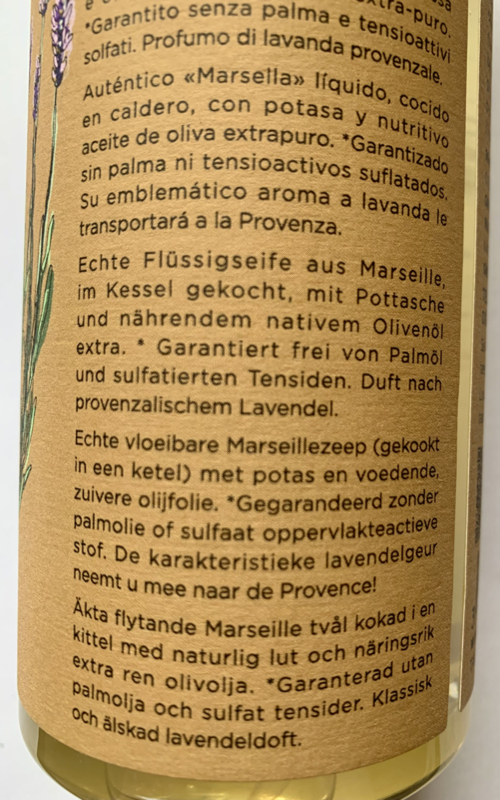 extra-puro.
*Garantito senza palma e tensioattivi
solfati. Profumo di lavanda provenzale.
Auténtico «Marsella» líquido, cocido
en caldero, con potasa y nutritivo
aceite de oliva extrapuro. *Garantizado
sin palma ni tensioactivos suflatados.
Su emblemático aroma a lavanda le
transportará a la Provenza.
Echte Flüssigseife aus Marseille,
im Kessel gekocht, mit Pottasche
und nährendem nativem Olivenöl
extra. * Garantiert frei von Palmöl
und sulfatierten Tensiden. Duft nach
provenzalischem Lavendel.
Echte vloeibare Marseillezeep (gekookt
in een ketel) met potas en voedende,
zuivere olijfolie. *Gegarandeerd zonder
palmolie of sulfaat oppervlakteactieve
stof. De karakteristieke lavendelgeur
neemt u mee naar de Provence!
Äkta flytande Marseille tvål kokad i en
kittel med naturlig lut och näringsrik
extra ren olivolja. *Garanterad utan
palmolja och sulfat tensider. Klassisk
och älskad lavendeldoft.